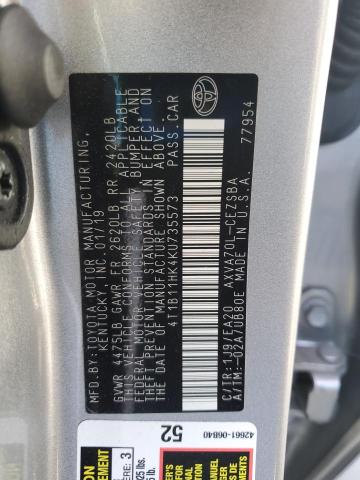 MFD.BY:TOYOTA MOTOR MANUFACTURING,
KENTUCKY, INC. 01/19
GVWR 4475LB GAWR FR 2620LB RR 2420LB
THIS VEHICLE CONFORMS TO ALL APPLICABLE
FEDERAL MOTOR VEHICLE SAFETY, BUMPER, AND
THEFT PREVENTION STANDARDS IN EFFECT ON
THE DATE OF MANUFACTURE SHOWN ABOVE.
4T1B11HK4KU735573 PASS.CAR
C/TR:1J9/FA20 AXVA70L-CEZSBA
A/TR:-02A/UB80E MADE IN U.S.A. 77954
52
42661-06B40